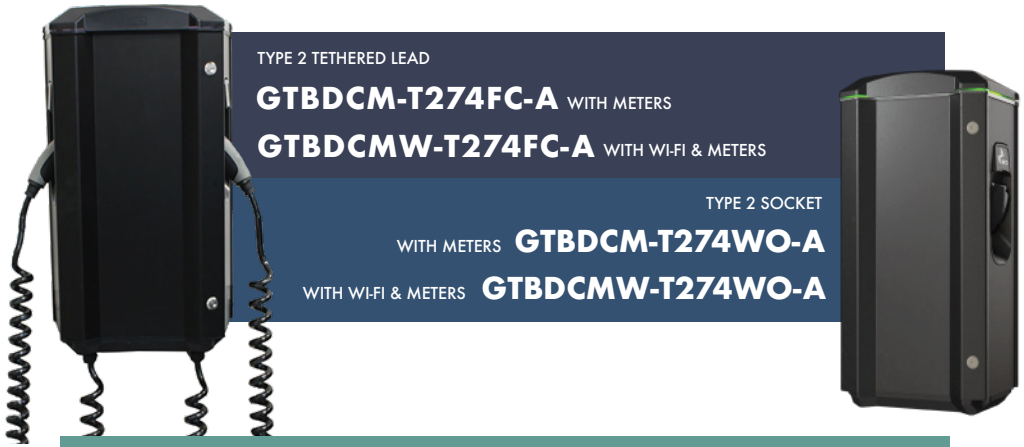 TYPE 2 TETHERED LEAD
GTBDCM-T274FC-A WITH METERS
GTBDCMW-T274FC-A WITH WI-FI & METERS
TYPE 2 SOCKET
WITH METERS GTBDCM-T274WO-A
WITH WI-FI & METERS GTBDCMW-T274WO-A